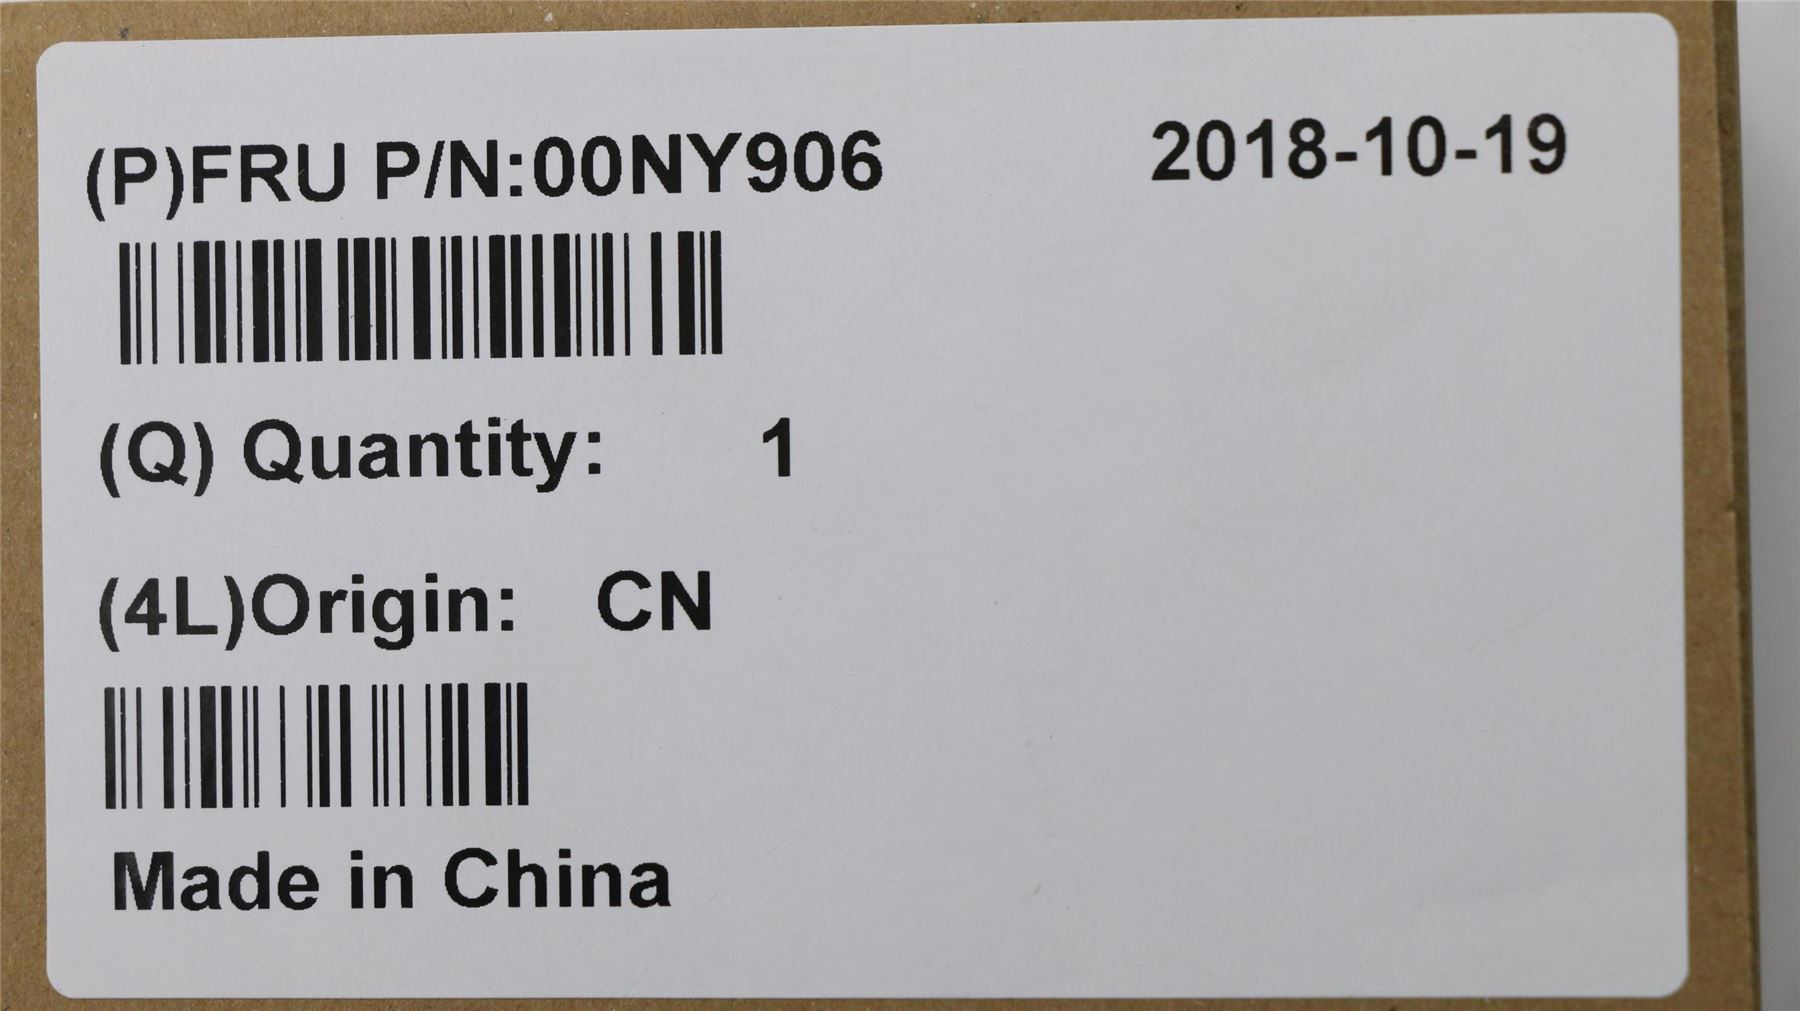 (P)FRU P/N:00NY906 2018-10-19
(Q) Quantity: 1
(4L)Origin: CN
Made in China